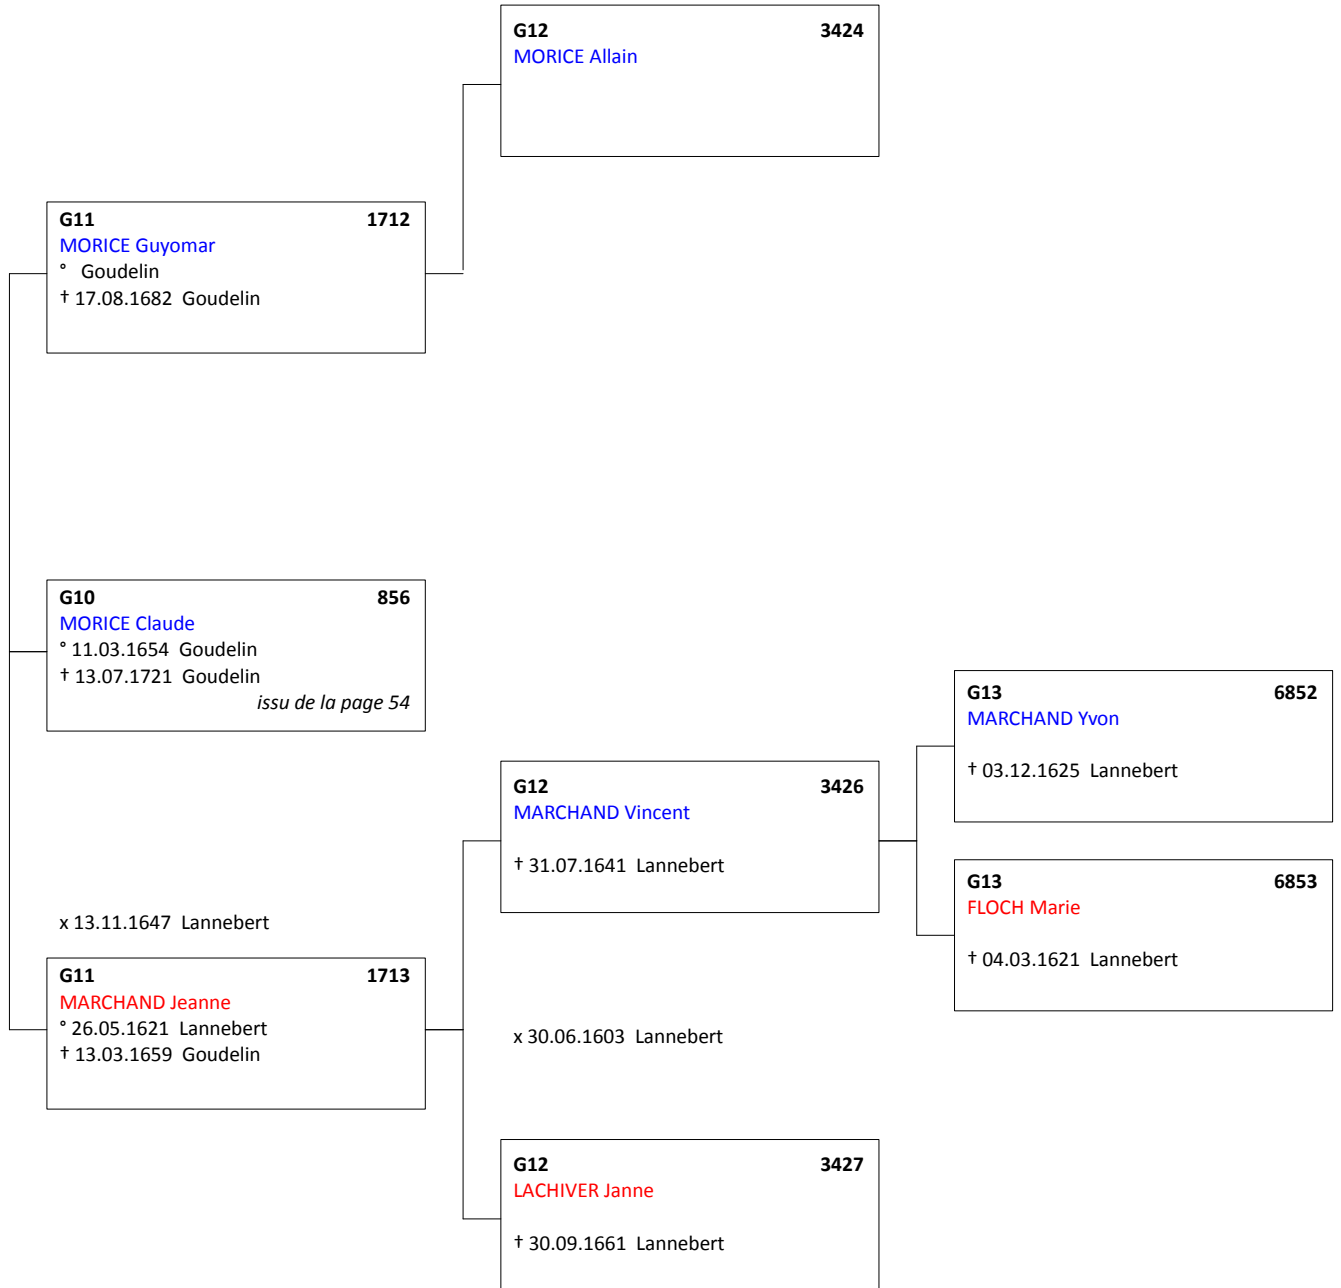 G12 3424
MORICE Allain
G11 1712
MORICE Guyomar
° Goudelin
† 17.08.1682 Goudelin
G10 856
MORICE Claude
° 11.03.1654 Goudelin
† 13.07.1721 Goudelin
issu de la page 54
G13 6852
MARCHAND Yvon
† 03.12.1625 Lannebert
G12 3426
MARCHAND Vincent
† 31.07.1641 Lannebert
G13 6853
FLOCH Marie
† 04.03.1621 Lannebert
x 13.11.1647 Lannebert
G11 1713
MARCHAND Jeanne
° 26.05.1621 Lannebert
† 13.03.1659 Goudelin
x 30.06.1603 Lannebert
G12 3427
LACHIVER Janne
† 30.09.1661 Lannebert